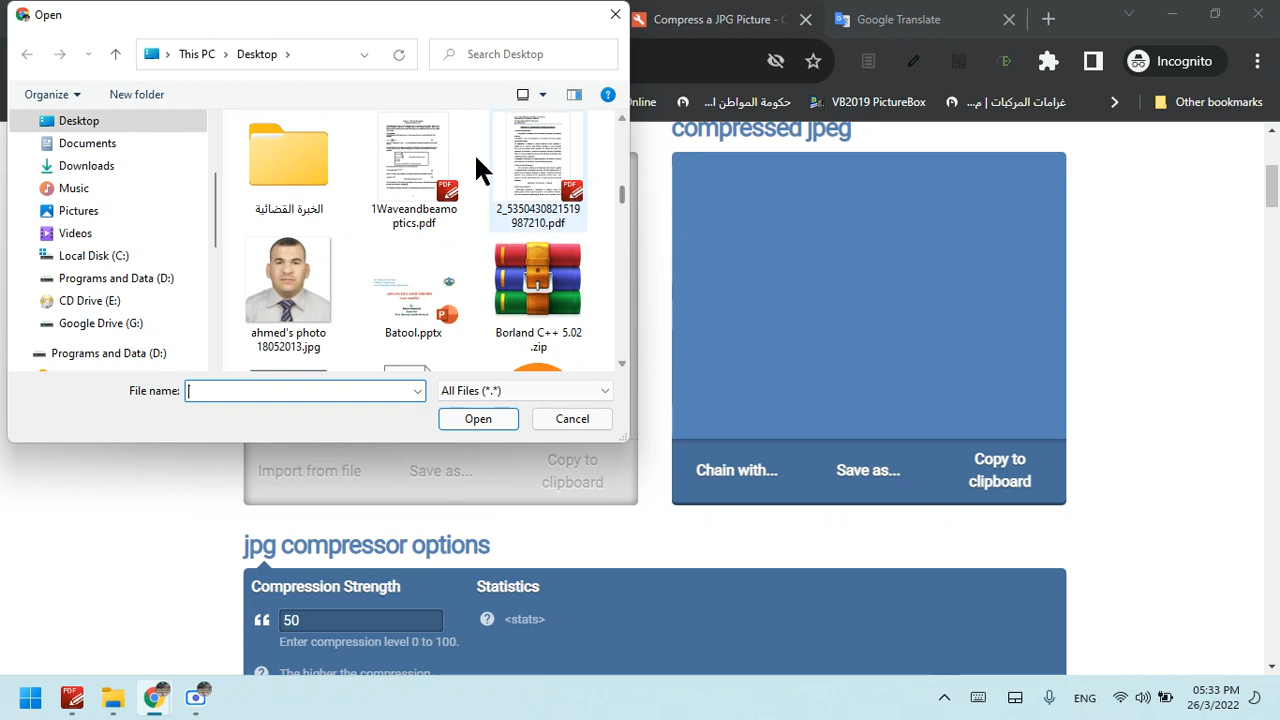 Open
Compress a JPG Picture - C
Google Translate
This PC
Desktop
Search Desktop
Incognito
Organize
New folder
Online
حكومة المواطن ا...
VB2019 PictureBox
غرامات المركبات | م...
Other bookmarks
compressed jpeg
Desktop
Documents
Downloads
Music
Pictures
Videos
Local Disk (C:)
Programs and Data (D:)
CD Drive (E:)
Google Drive (G:)
Programs and Data (D:)
الخبرة القضائية
PDF
1Waveandbeamo
ptics.pdf
PDF
2_5350430821519
987210.pdf
ahmed's photo
18052013.jpg
P
Batool.pptx
Borland C++ 5.02
.zip
File name:
All Files (*.*)
Open
Cancel
Import from file
Save as...
Copy to
clipboard
Chain with...
Save as...
Copy to
clipboard
jpg compressor options
Compression Strength
50
Enter compression level 0 to 100.
The higher the compression
Statistics
<stats>
PDF
ENG
05:33 PM
26/3/2022